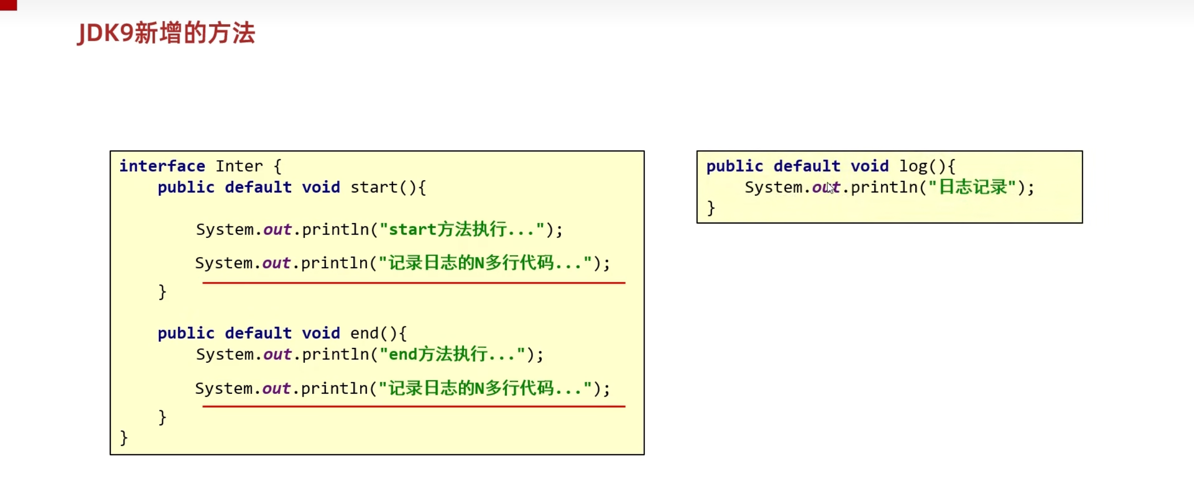 JDK9新增的方法
interface Inter {
public default void start(){
System.out.println("start方法执行...");
System.out.println("记录日志的N多行代码...");
}
public default void end(){
System.out.println("end方法执行...");
System.out.println("记录日志的N多行代码...");
}
}
public default void log(){
System.out.println("日志记录");
}